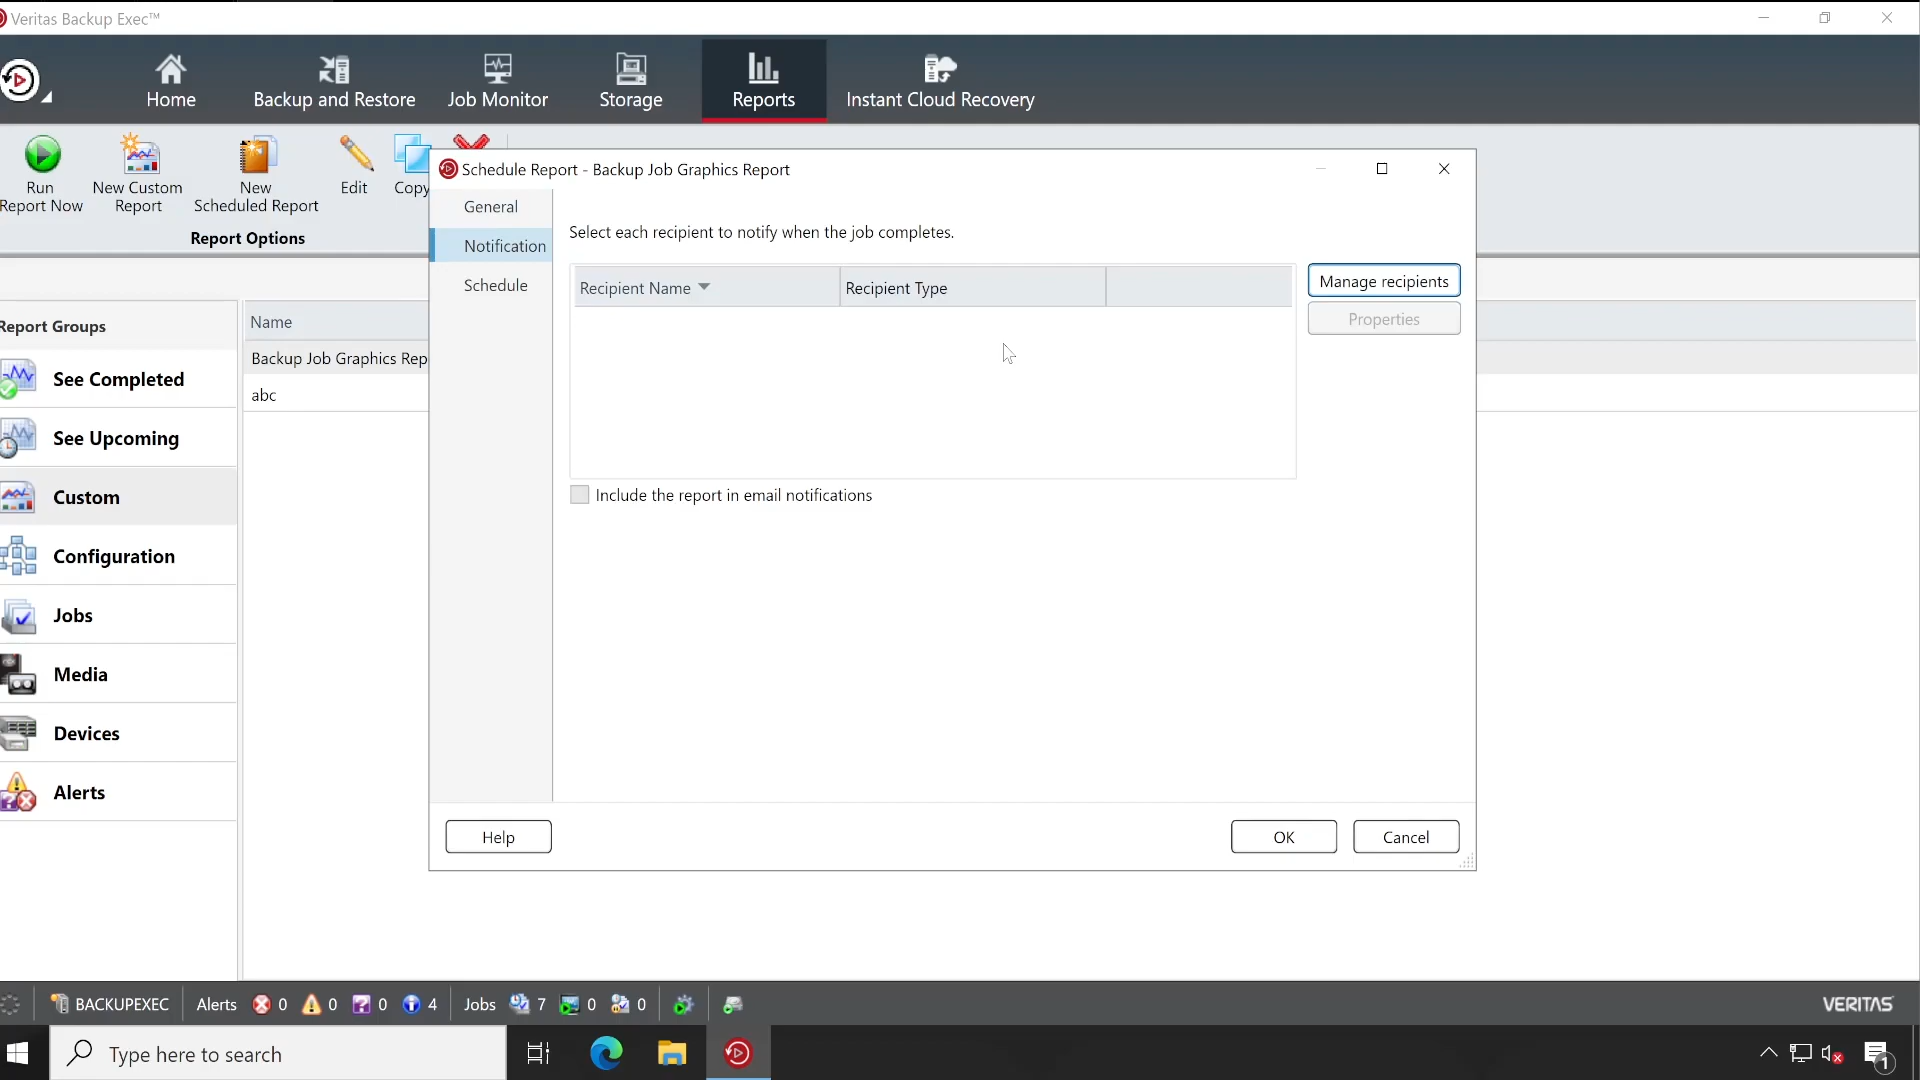 Veritas Backup Exec™
Home
Backup and Restore
Job Monitor
Storage
Reports
Instant Cloud Recovery
Run
Report Now
New Custom
Report
New
Scheduled Report
Edit
Copy
Report Options
Schedule Report - Backup Job Graphics Report
General
Notification
Schedule
Select each recipient to notify when the job completes.
Recipient Name
Recipient Type
Manage recipients
Properties
Include the report in email notifications
Help
OK
Cancel
Report Groups
See Completed
See Upcoming
Custom
Configuration
Jobs
Media
Devices
Alerts
Name
Backup Job Graphics Rep
abc
BACKUPEXEC
Alerts 0 0 0 4
Jobs 7 0 0
VERITAS
Type here to search
1